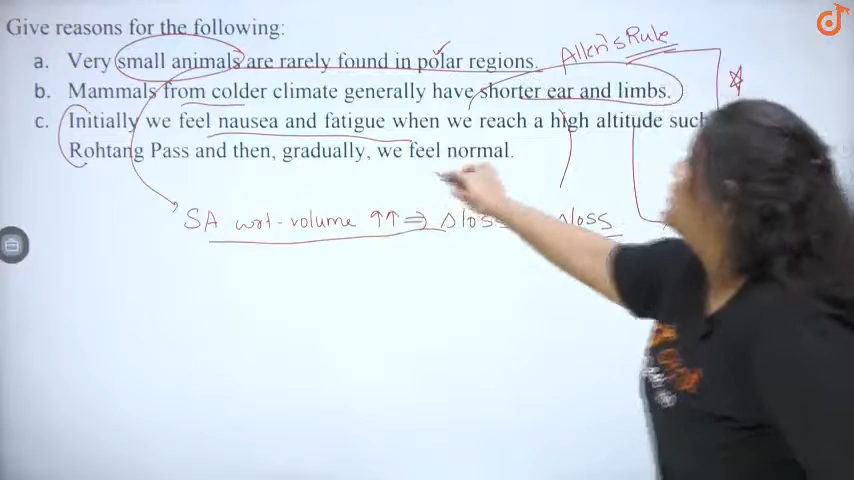 Give reasons for the following:
a. Very small animals are rarely found in polar regions.
Allen's Rule
b. Mammals from colder climate generally have shorter ear and limbs.
c. Initially we feel nausea and fatigue when we reach a high altitude such
Rohtang Pass and then, gradually, we feel normal.
SA wrt-volume ↑↑ ⇒ Δloss Δloss